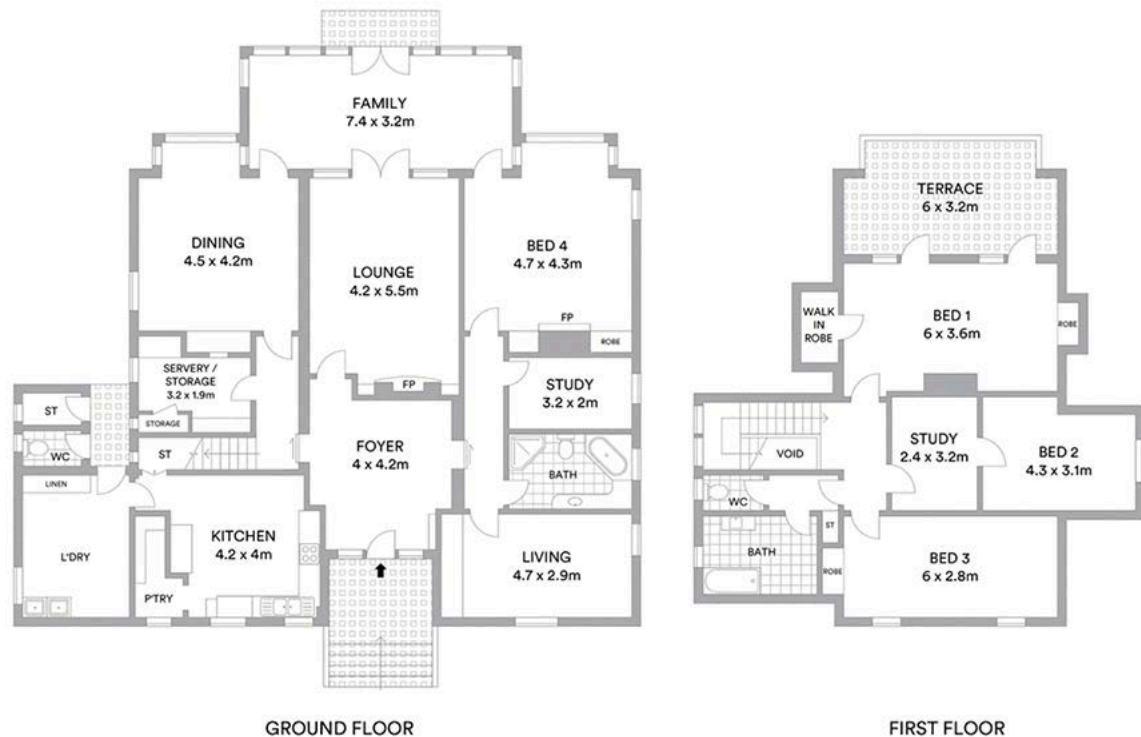 FAMILY
7.4 x 3.2m
DINING
4.5 x 4.2m
LOUNGE
4.2 x 5.5m
BED 4
4.7 x 4.3m
FP
ROBE
SERVERY /
STORAGE
3.2 x 1.9m
STORAGE
FP
STUDY
3.2 x 2m
ST
WC
ST
FOYER
4 x 4.2m
BATH
LINEN
L'DRY
KITCHEN
4.2 x 4m
P'TRY
LIVING
4.7 x 2.9m
GROUND FLOOR
TERRACE
6 x 3.2m
WALK
IN
ROBE
BED 1
6 x 3.6m
ROBE
VOID
STUDY
2.4 x 3.2m
BED 2
4.3 x 3.1m
WC
ST
BATH
ROBE
BED 3
6 x 2.8m
FIRST FLOOR